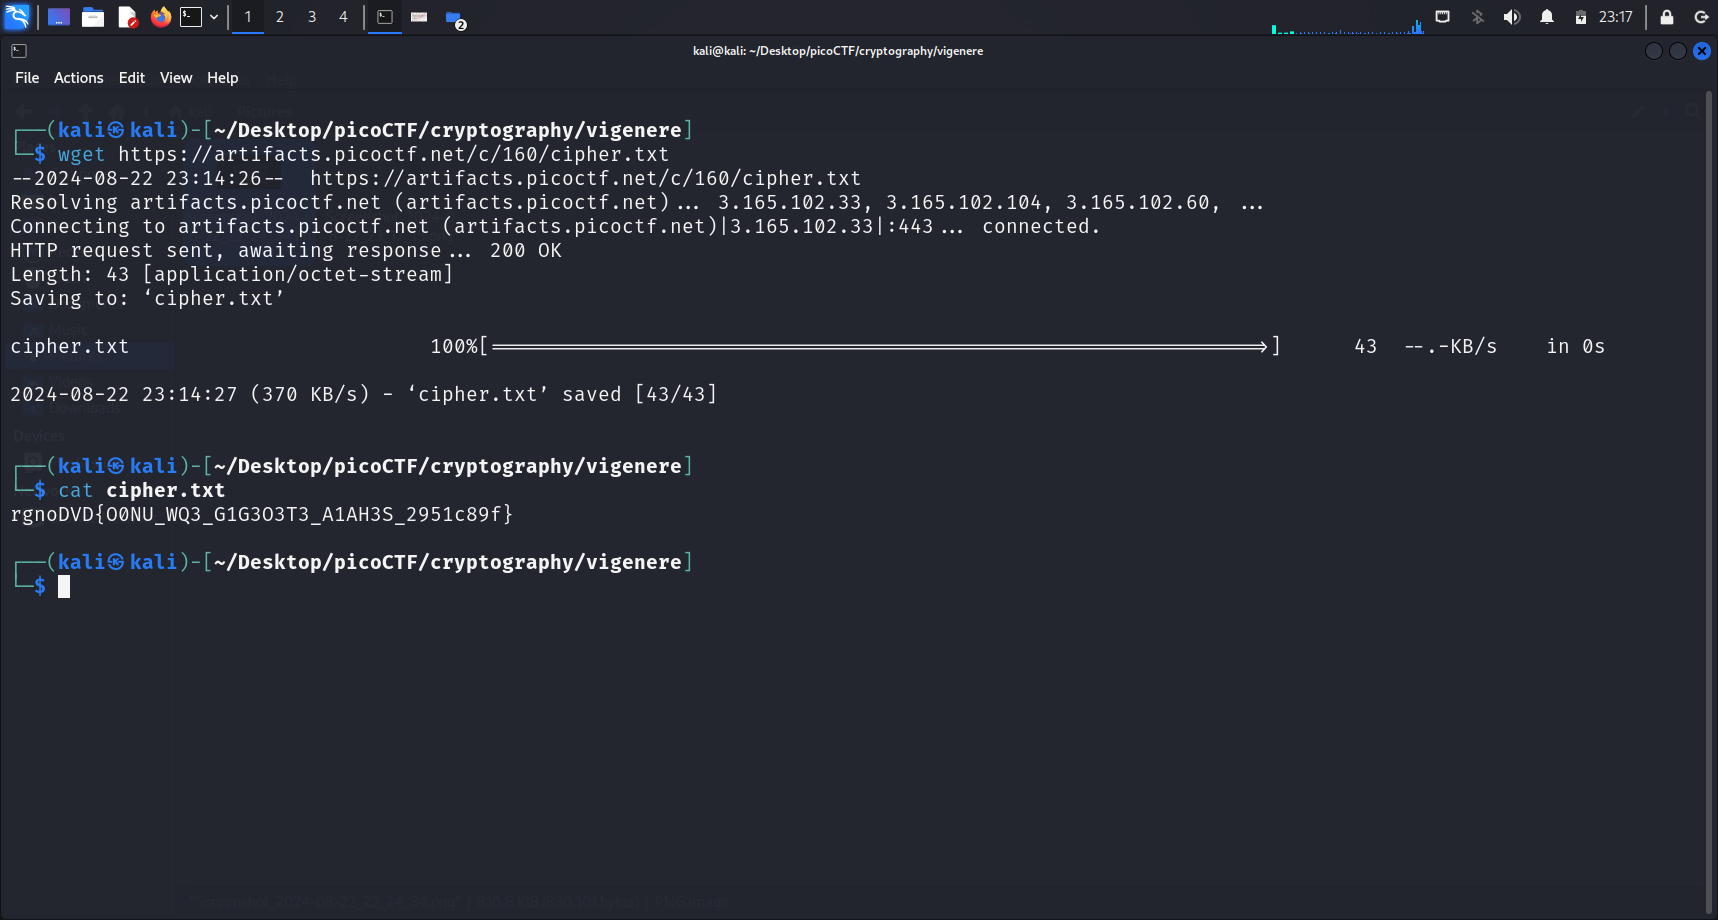 1 2 3 4 2 23:17
kali@kali: ~/Desktop/picoCTF/cryptography/vigenere
File Actions Edit View Help
┌──(kali㉿kali)-[~/Desktop/picoCTF/cryptography/vigenere]
└─$ wget https://artifacts.picoctf.net/c/160/cipher.txt
--2024-08-22 23:14:26-- https://artifacts.picoctf.net/c/160/cipher.txt
Resolving artifacts.picoctf.net (artifacts.picoctf.net)... 3.165.102.33, 3.165.102.104, 3.165.102.60, ...
Connecting to artifacts.picoctf.net (artifacts.picoctf.net)|3.165.102.33|:443... connected.
HTTP request sent, awaiting response... 200 OK
Length: 43 [application/octet-stream]
Saving to: ‘cipher.txt’
cipher.txt 100%[=================================================================>] 43 --.-KB/s in 0s
2024-08-22 23:14:27 (370 KB/s) - ‘cipher.txt’ saved [43/43]
┌──(kali㉿kali)-[~/Desktop/picoCTF/cryptography/vigenere]
└─$ cat cipher.txt
rgnoDVD{O0NU_WQ3_G1G3O3T3_A1AH3S_2951c89f}
┌──(kali㉿kali)-[~/Desktop/picoCTF/cryptography/vigenere]
└─$